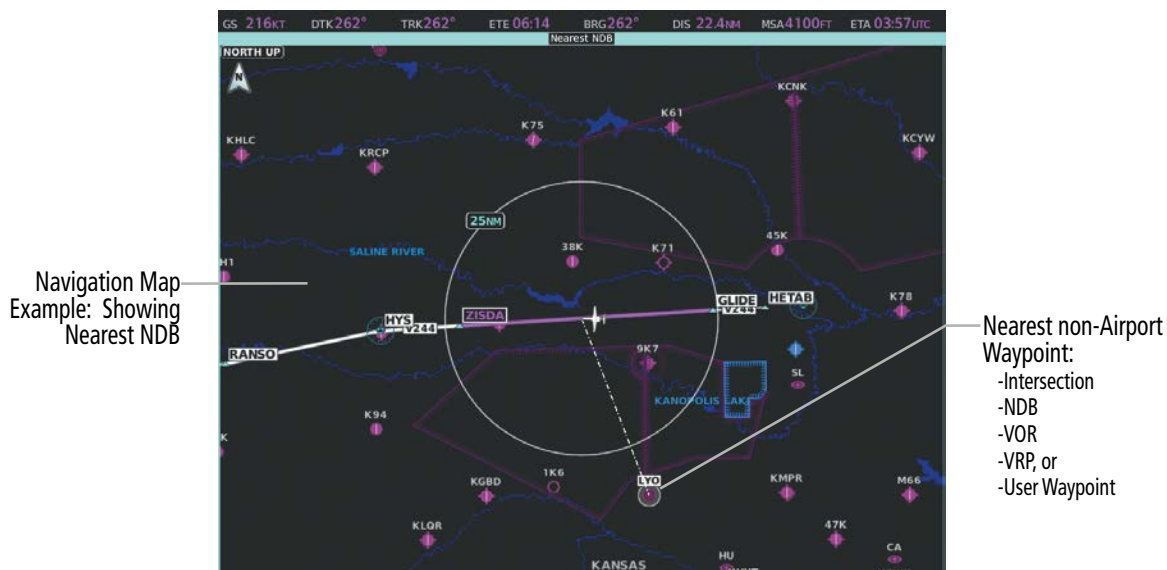 GS 216KT DTK 262° TRK 262° ETE 06:14 BRG 262° DIS 22.4NM MSA 4100FT ETA 03:57UTC
Nearest NDB
NORTH UP
N
KCNK
K61
K75
KHLC
KRCP
KCYW
25NM
SALINE RIVER
38K
K71
45K
H1
Navigation Map
Example: Showing
Nearest NDB
HYS
V244
ZISDA
GLIDE
V244
HETAB
K78
RANSO
9K7
SL
KANOPOLIS LAKE
Nearest non-Airport
Waypoint:
-Intersection
-NDB
-VOR
-VRP, or
-User Waypoint
K94
K
1K6
KGBD
LYO
KMPR
M66
KLQR
47K
CA
HU
KANSAS